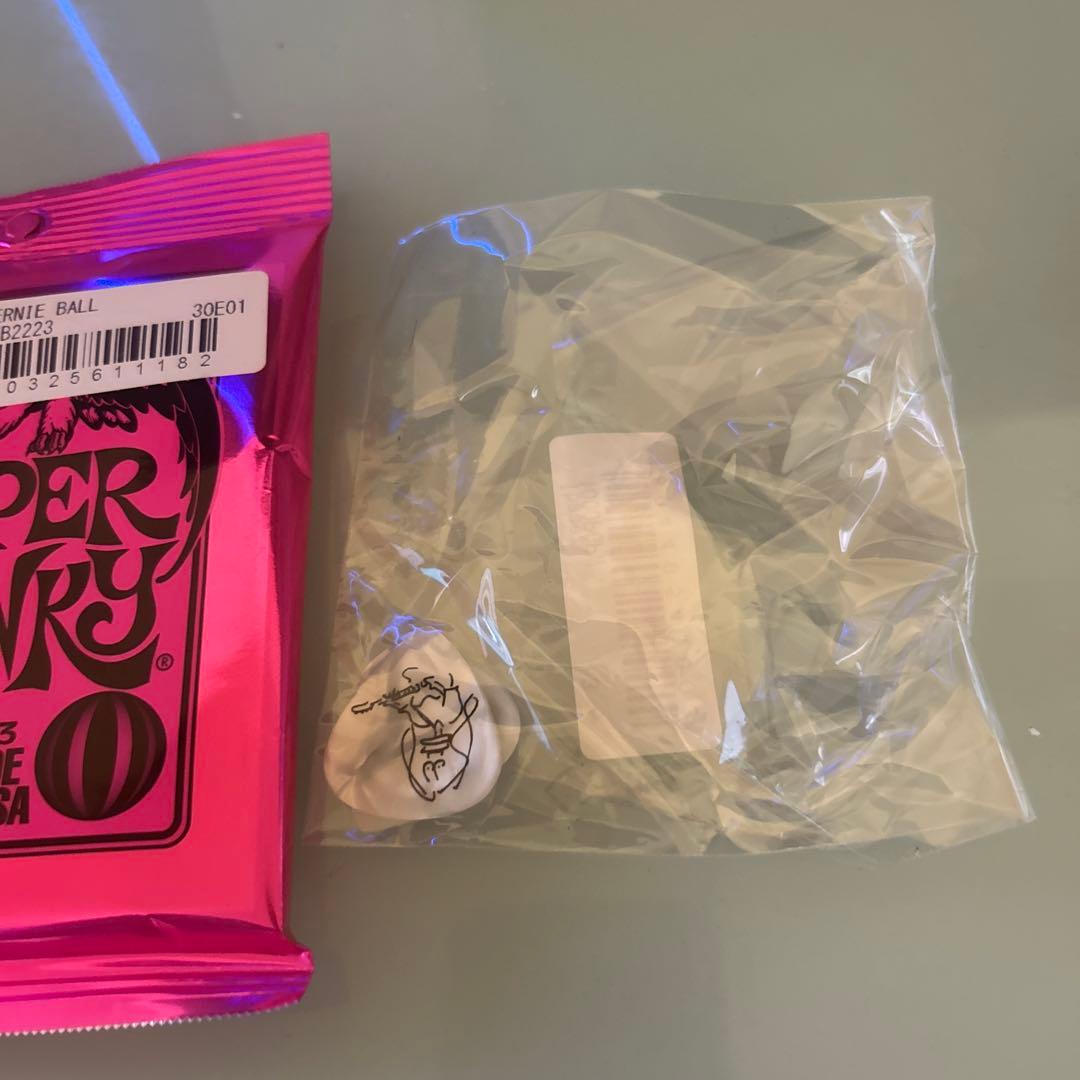 ERNIE BALL 30E01
B2223
0325611182
PER
NKY®
3
DE
SA